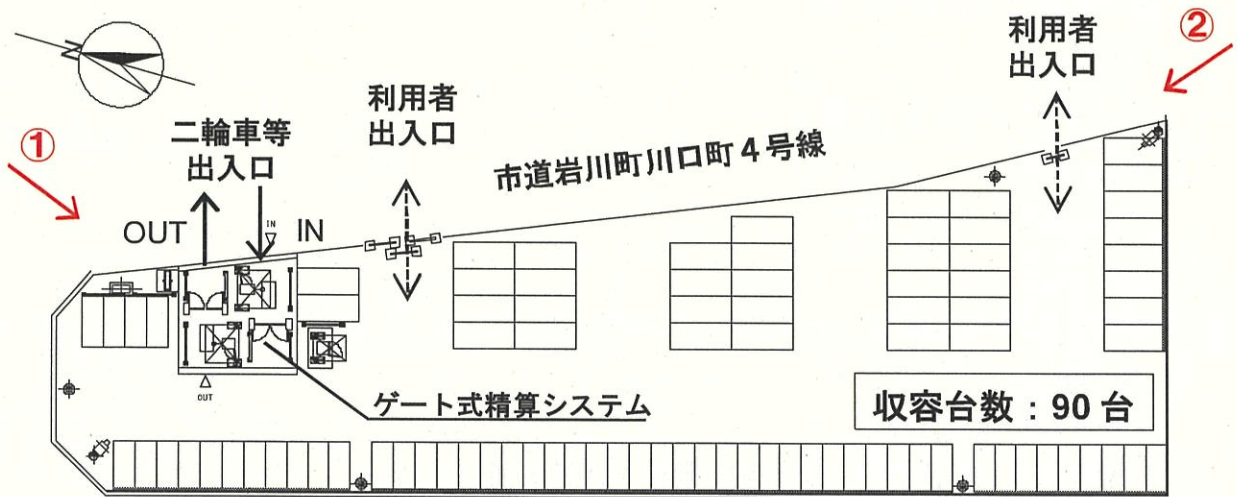 ②
利用者
出入口
①
二輪車等
出入口
利用者
出入口
市道岩川町川口町４号線
N
OUT
IN
IN
OUT
ゲート式精算システム
収容台数：90 台